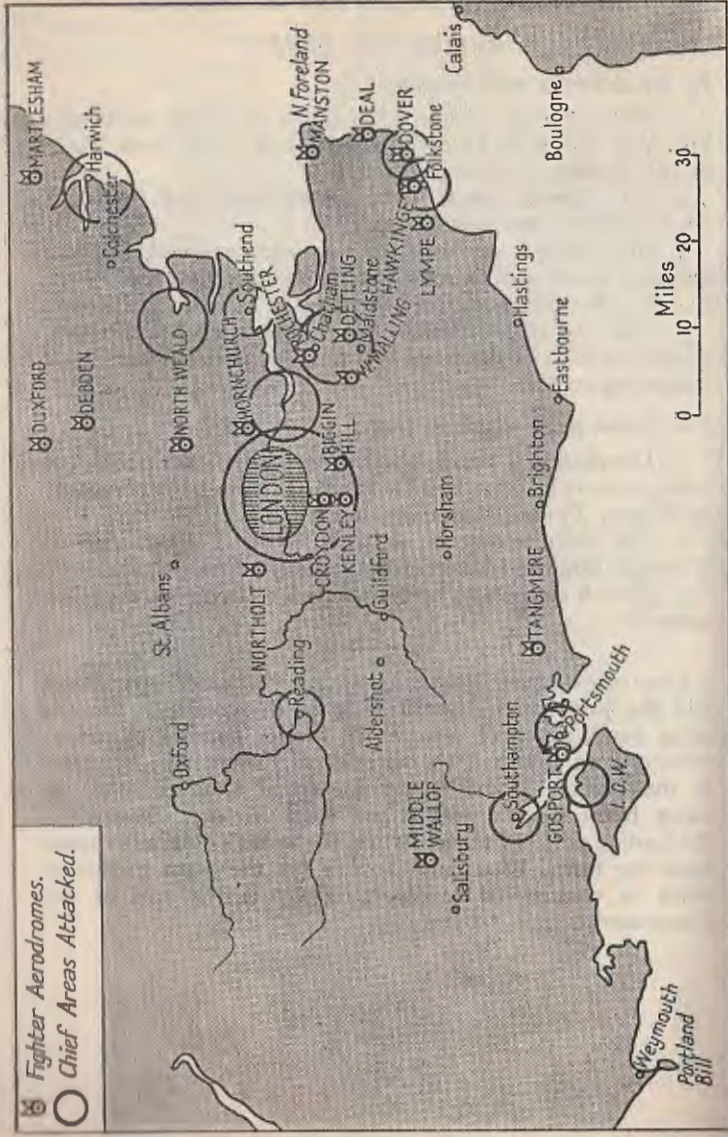 Fighter Aerodromes.
Chief Areas Attacked.
DUXFORD
DEBDEN
MARTLESHAM
Harwich
Colchester
NORTH WEALD
St. Albans
Oxford
HORNCHURCH
Southend
ROCHESTER
Chatham
N. Foreland
MANSTON
NORTHOLT
LONDON
BIGGIN
HILL
CROYDON
KENLEY
DETLING
Maidstone
W. MALLING
DEAL
DOVER
Folkstone
HAWKINGE
LYMPE
Calais
Boulogne
Reading
Guildford
Aldershot
Horsham
MIDDLE
WALLOP
Salisbury
Southampton
GOSPORT
Portsmouth
I.O.W.
TANGMERE
Brighton
Eastbourne
Hastings
Weymouth
Portland
Bill
Miles
0 10 20 30